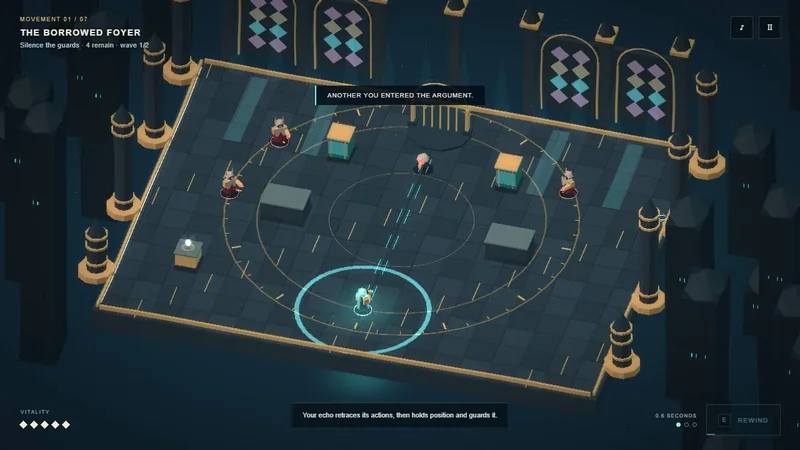 MOVEMENT 01 / 07
THE BORROWED FOYER
Silence the guards · 4 remain · wave 1/2
ANOTHER YOU ENTERED THE ARGUMENT.
Your echo retraces its actions, then holds position and guards it.
VITALITY
0.6 SECONDS
E REWIND